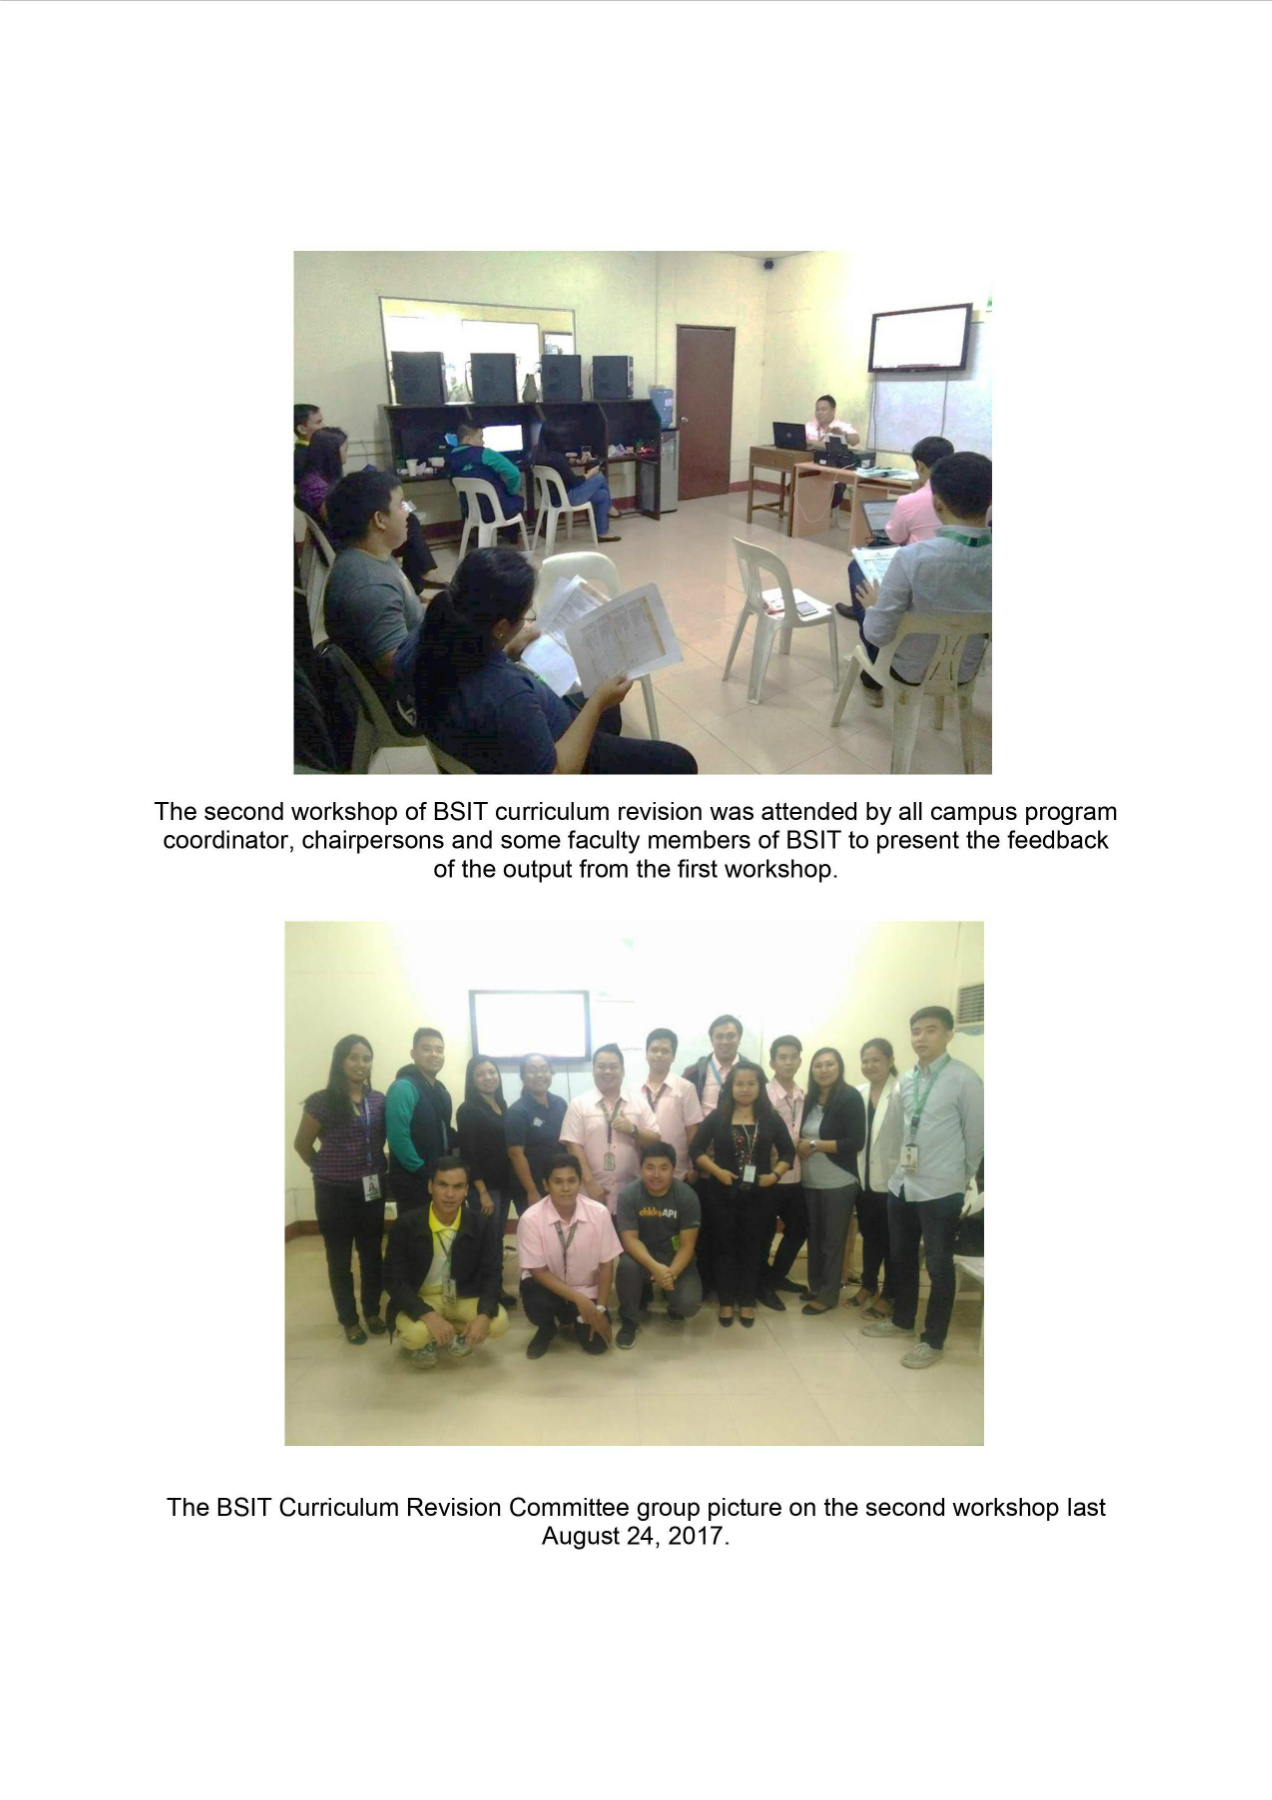 The second workshop of BSIT curriculum revision was attended by all campus program
coordinator, chairpersons and some faculty members of BSIT to present the feedback
of the output from the first workshop.
The BSIT Curriculum Revision Committee group picture on the second workshop last
August 24, 2017.